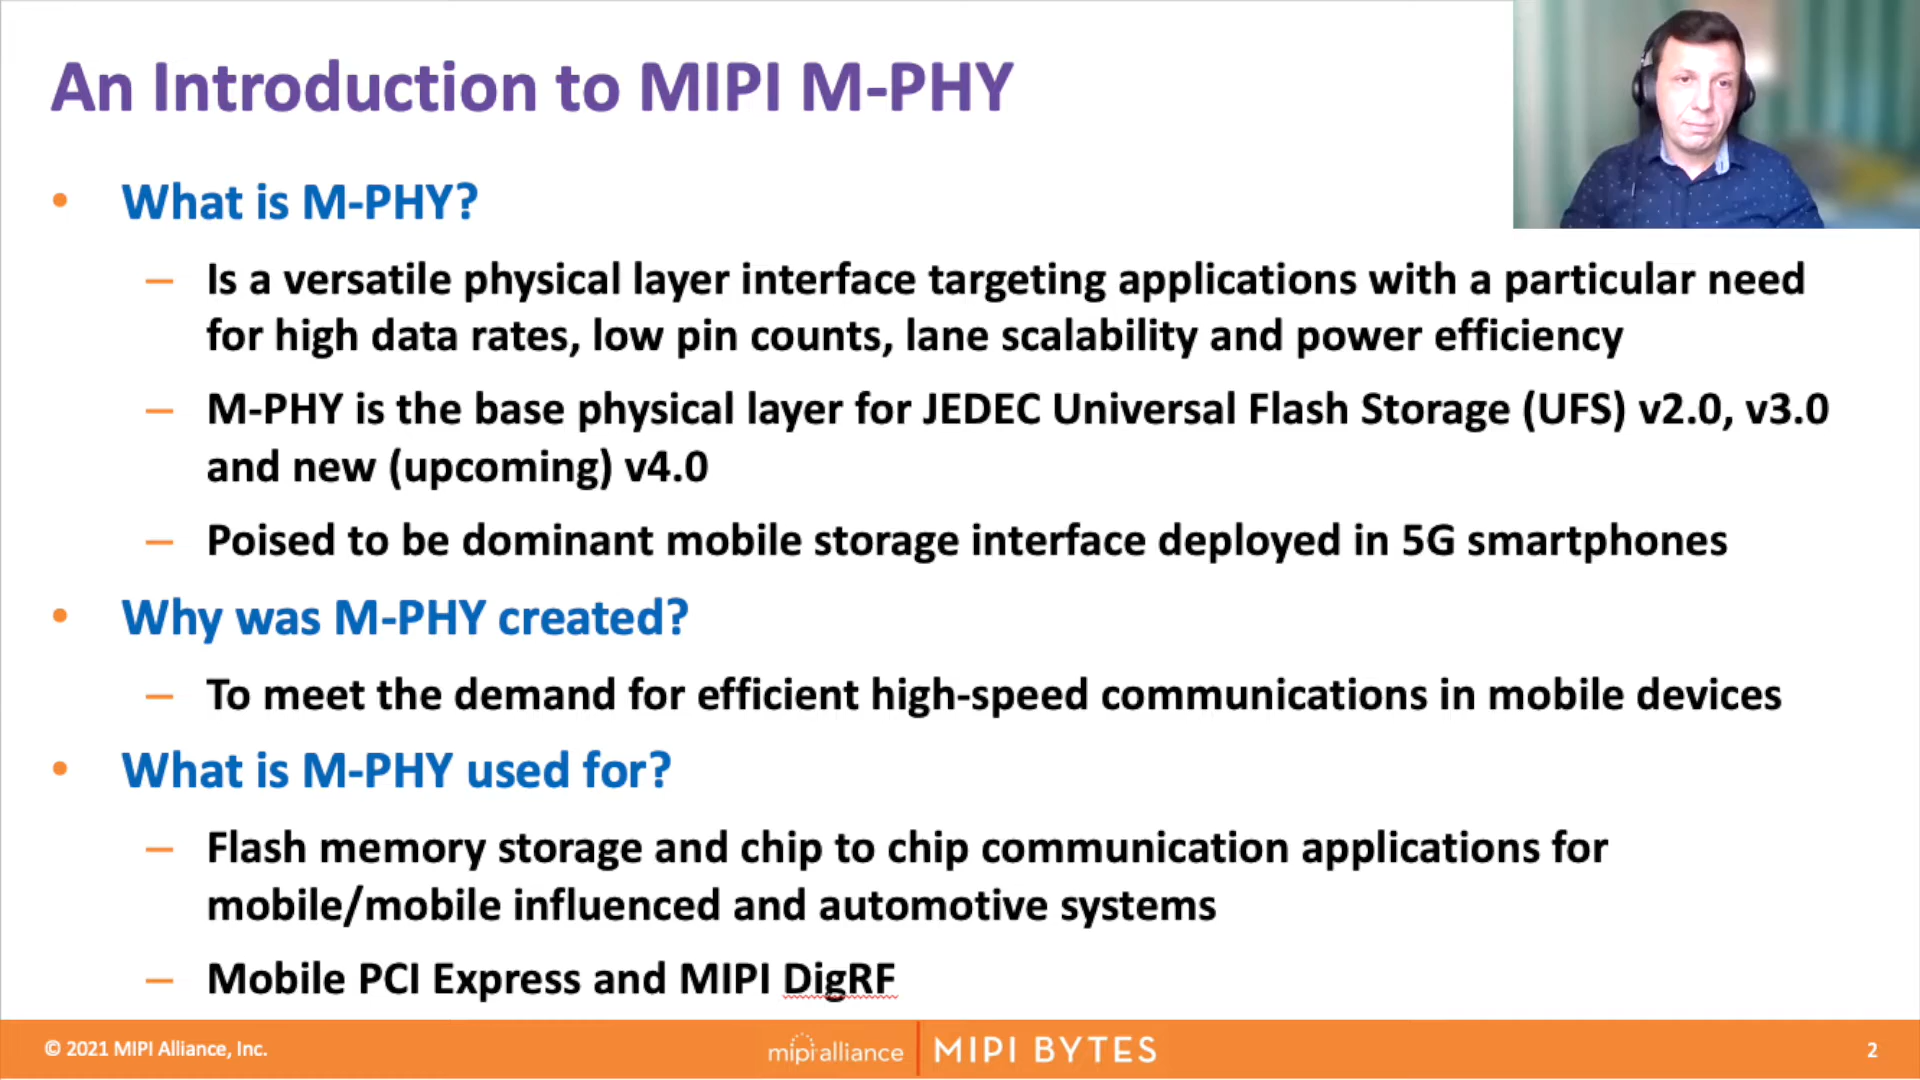 An Introduction to MIPI M-PHY
• What is M-PHY?
– Is a versatile physical layer interface targeting applications with a particular need
for high data rates, low pin counts, lane scalability and power efficiency
– M-PHY is the base physical layer for JEDEC Universal Flash Storage (UFS) v2.0, v3.0
and new (upcoming) v4.0
– Poised to be dominant mobile storage interface deployed in 5G smartphones
• Why was M-PHY created?
– To meet the demand for efficient high-speed communications in mobile devices
• What is M-PHY used for?
– Flash memory storage and chip to chip communication applications for
mobile/mobile influenced and automotive systems
– Mobile PCI Express and MIPI DigRF
© 2021 MIPI Alliance, Inc.
mipi alliance | MIPI BYTES
2